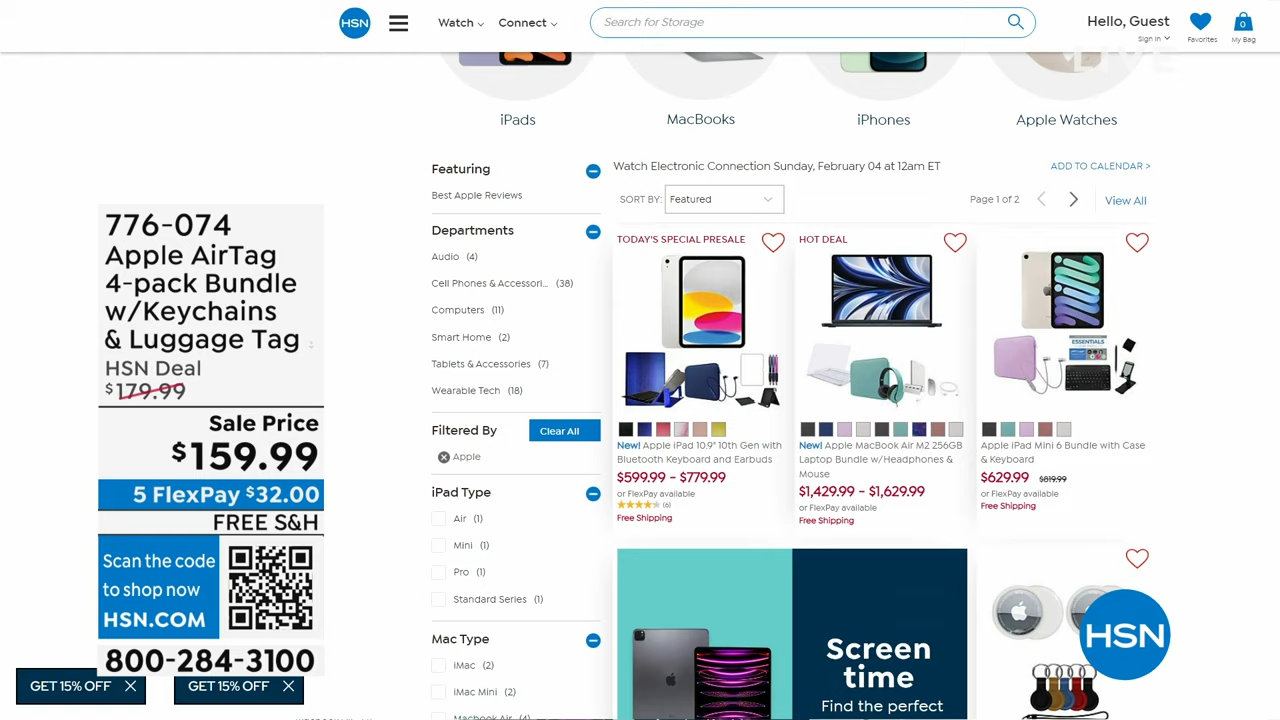 HSN
Watch
Connect
Search for Storage
Hello, Guest
Sign In
Favorites
0
My Bag
LIVE
iPads
MacBooks
iPhones
Apple Watches
Featuring
Best Apple Reviews
Departments
Audio (4)
Cell Phones & Accessori... (38)
Computers (11)
Smart Home (2)
Tablets & Accessories (7)
Wearable Tech (18)
Filtered By
Clear All
Apple
iPad Type
Air (1)
Mini (1)
Pro (1)
Standard Series (1)
Mac Type
iMac (2)
iMac Mini (2)
Macbook Air (4)
Watch Electronic Connection Sunday, February 04 at 12am ET
ADD TO CALENDAR >
SORT BY: Featured
Page 1 of 2
View All
TODAY'S SPECIAL PRESALE
New! Apple iPad 10.9" 10th Gen with
Bluetooth Keyboard and Earbuds
$599.99 - $779.99
or FlexPay available
(6)
Free Shipping
HOT DEAL
New! Apple MacBook Air M2 256GB
Laptop Bundle w/Headphones &
Mouse
$1,429.99 - $1,629.99
or FlexPay available
Free Shipping
ESSENTIALS
Apple iPad Mini 6 Bundle with Case
& Keyboard
$629.99 $819.99
or FlexPay available
Free Shipping
Screen
time
Find the perfect
HSN
776-074
Apple AirTag
4-pack Bundle
w/Keychains
& Luggage Tag
HSN Deal
$179.99
Sale Price
$159.99
5 FlexPay $32.00
FREE S&H
Scan the code
to shop now
HSN.COM
800-284-3100
GET 15% OFF
GET 15% OFF